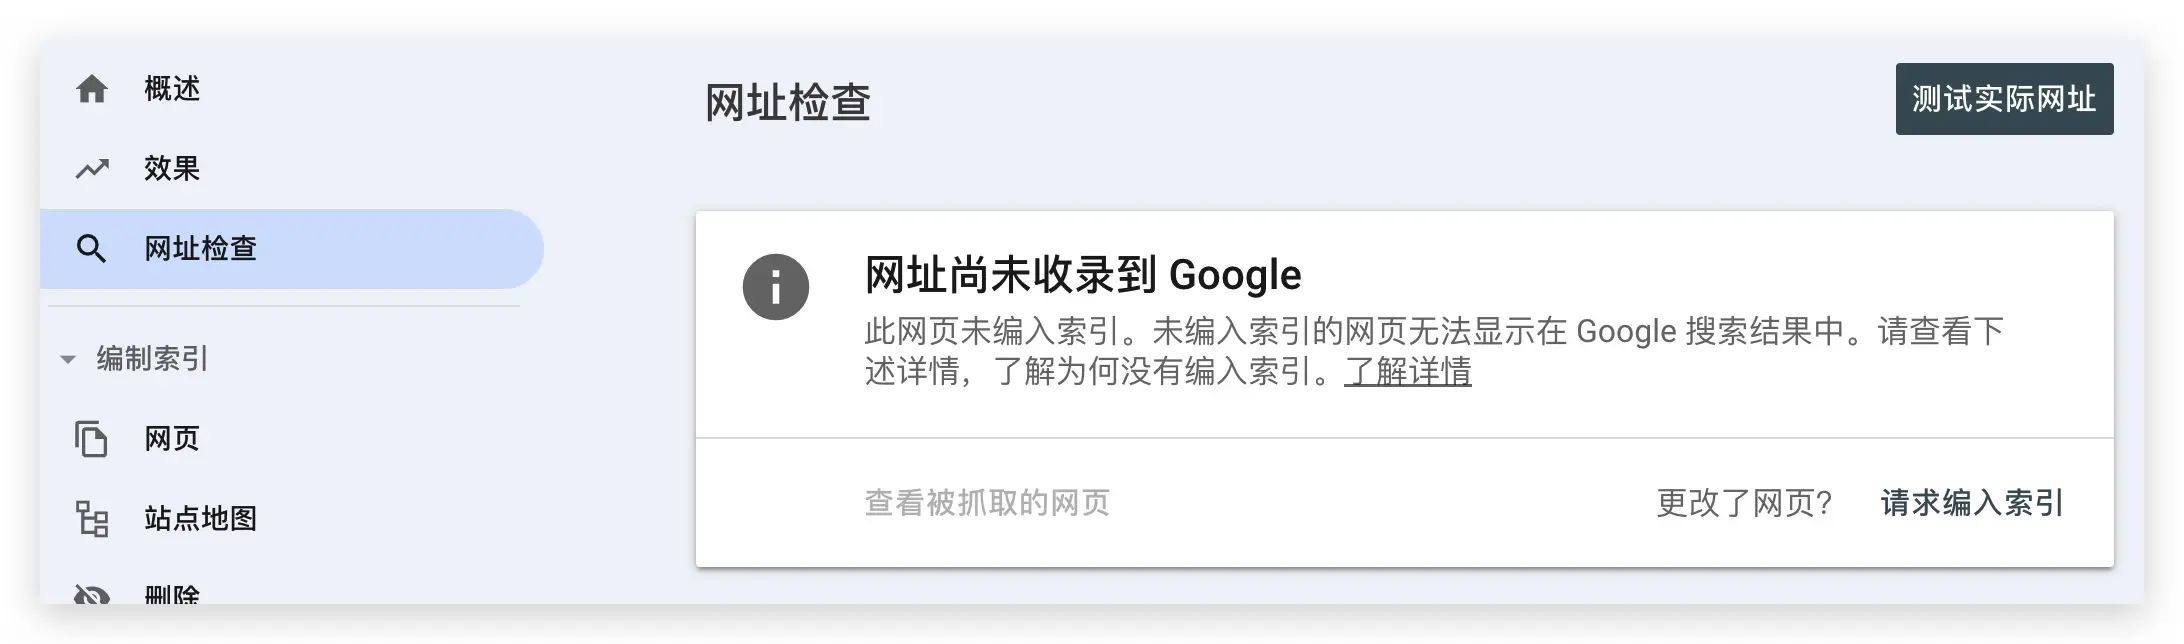 概述
效果
网址检查
编制索引
网页
站点地图
删除
网址检查
测试实际网址
网址尚未收录到 Google
此网页未编入索引。未编入索引的网页无法显示在 Google 搜索结果中。请查看下
述详情，了解为何没有编入索引。了解详情
查看被抓取的网页
更改了网页？
请求编入索引